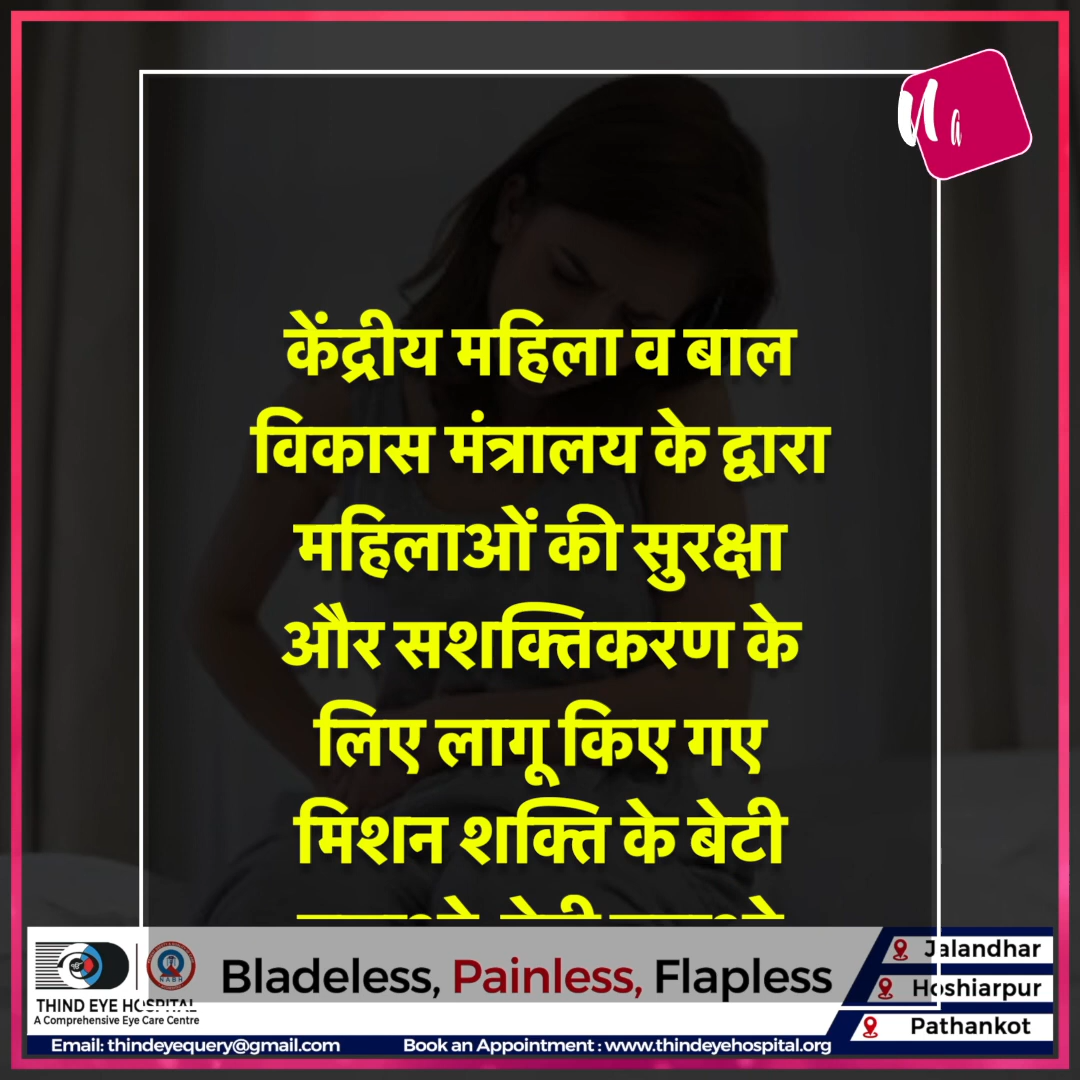 केंद्रीय महिला व बाल
विकास मंत्रालय के द्वारा
महिलाओं की सुरक्षा
और सशक्तिकरण के
लिए लागू किए गए
मिशन शक्ति के बेटी
Bladeless, Painless, Flapless
THIND EYE HOSPITAL
A Comprehensive Eye Care Centre
Jalandhar
Hoshiarpur
Pathankot
Email: thindeyequery@gmail.com
Book an Appointment : www.thindeyehospital.org